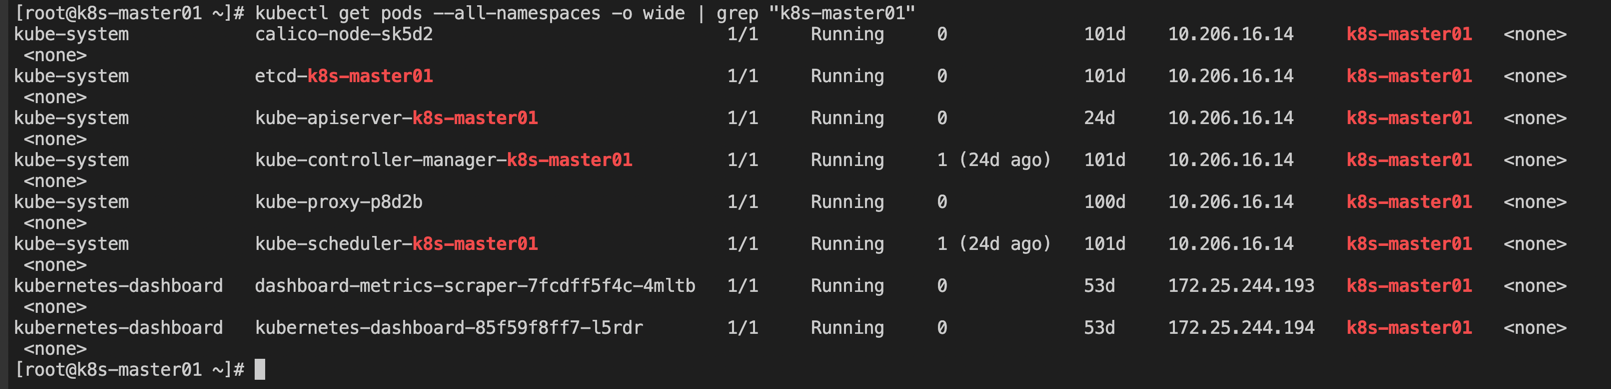 [root@k8s-master01 ~]# kubectl get pods --all-namespaces -o wide | grep "k8s-master01"
kube-system calico-node-sk5d2 1/1 Running 0 101d 10.206.16.14 k8s-master01 <none>
<none>
kube-system etcd-k8s-master01 1/1 Running 0 101d 10.206.16.14 k8s-master01 <none>
<none>
kube-system kube-apiserver-k8s-master01 1/1 Running 0 24d 10.206.16.14 k8s-master01 <none>
<none>
kube-system kube-controller-manager-k8s-master01 1/1 Running 1 (24d ago) 101d 10.206.16.14 k8s-master01 <none>
<none>
kube-system kube-proxy-p8d2b 1/1 Running 0 100d 10.206.16.14 k8s-master01 <none>
<none>
kube-system kube-scheduler-k8s-master01 1/1 Running 1 (24d ago) 101d 10.206.16.14 k8s-master01 <none>
<none>
kubernetes-dashboard dashboard-metrics-scraper-7fcdff5f4c-4mltb 1/1 Running 0 53d 172.25.244.193 k8s-master01 <none>
<none>
kubernetes-dashboard kubernetes-dashboard-85f59f8ff7-l5rdr 1/1 Running 0 53d 172.25.244.194 k8s-master01 <none>
<none>
[root@k8s-master01 ~]#